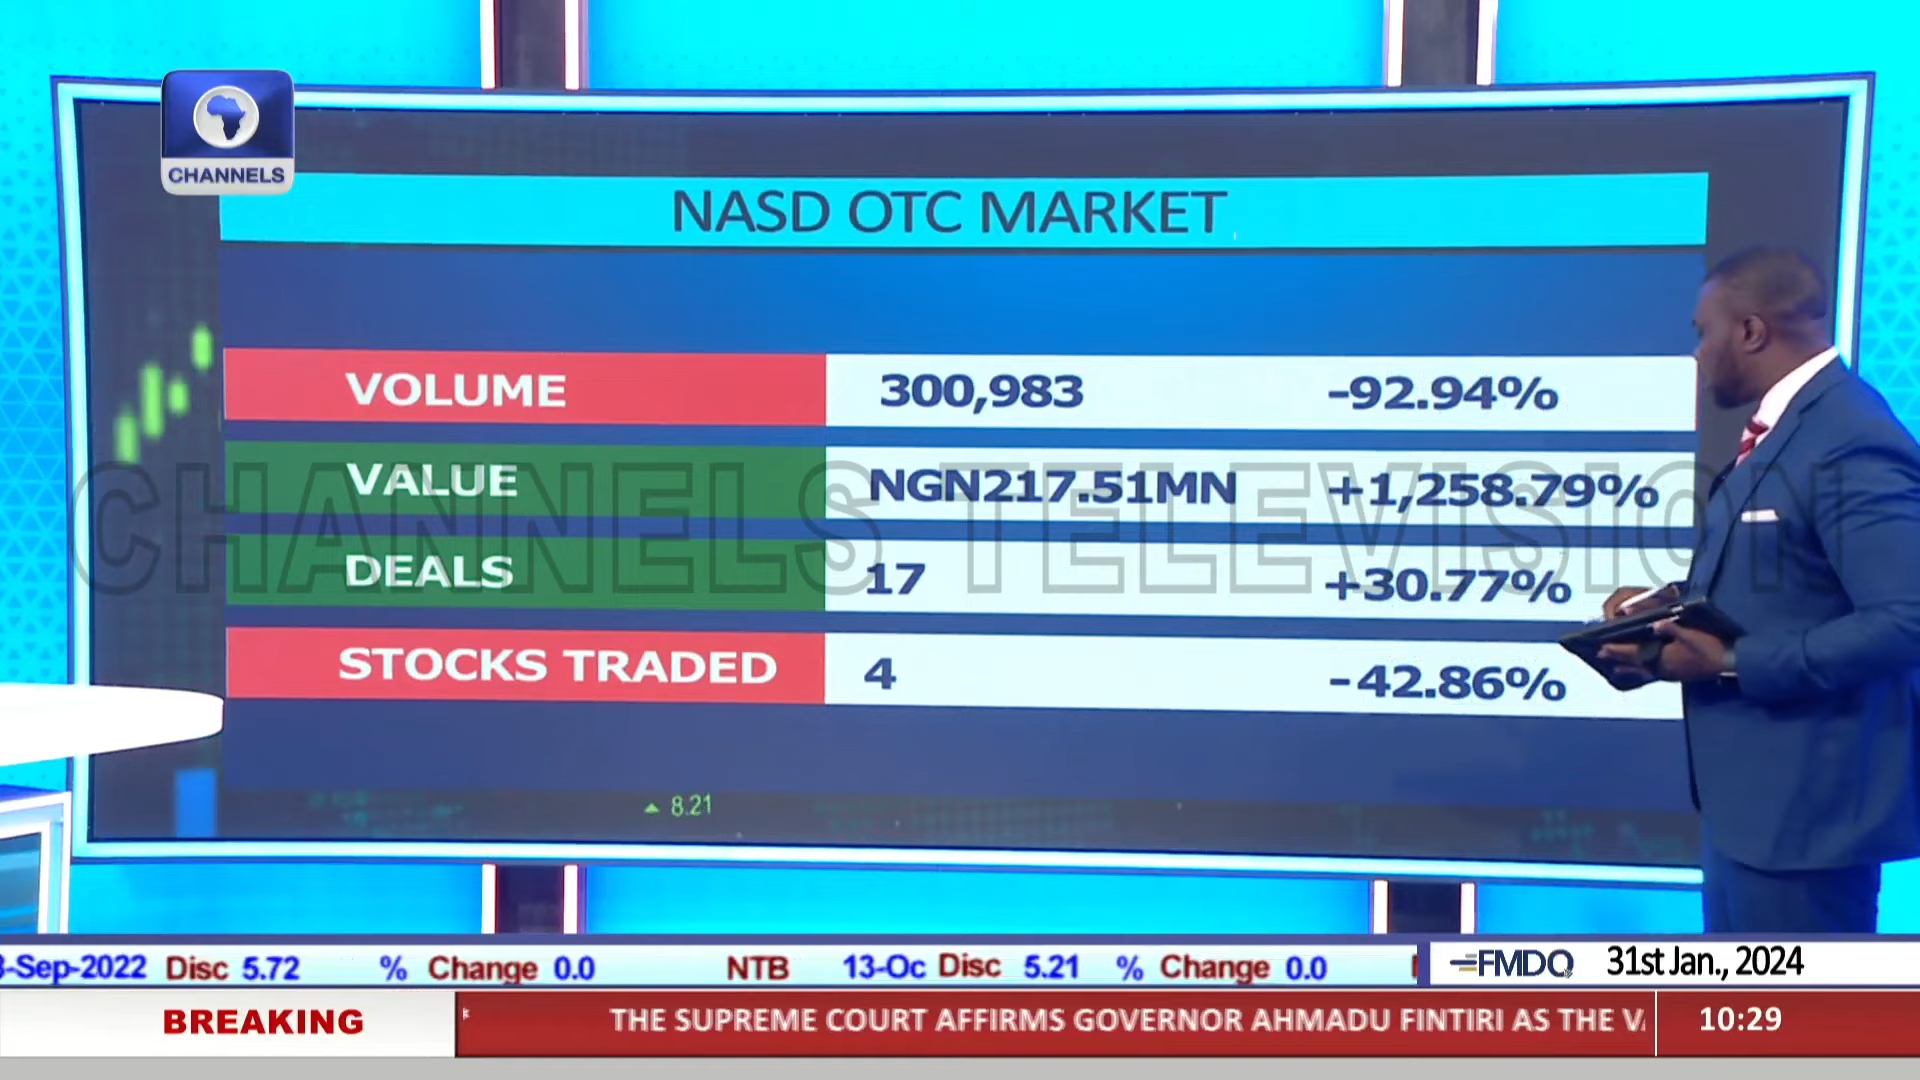 CHANNELS
NASD OTC MARKET
VOLUME 300,983 -92.94%
VALUE NGN217.51MN +1,258.79%
CHANNELS TELEVISION
DEALS 17 +30.77%
STOCKS TRADED 4 -42.86%
8.21
-Sep-2022 Disc 5.72 % Change 0.0 NTB 13-Oc Disc 5.21 % Change 0.0
FMDQ 31st Jan., 2024
BREAKING THE SUPREME COURT AFFIRMS GOVERNOR AHMADU FINTIRI AS THE 10:29